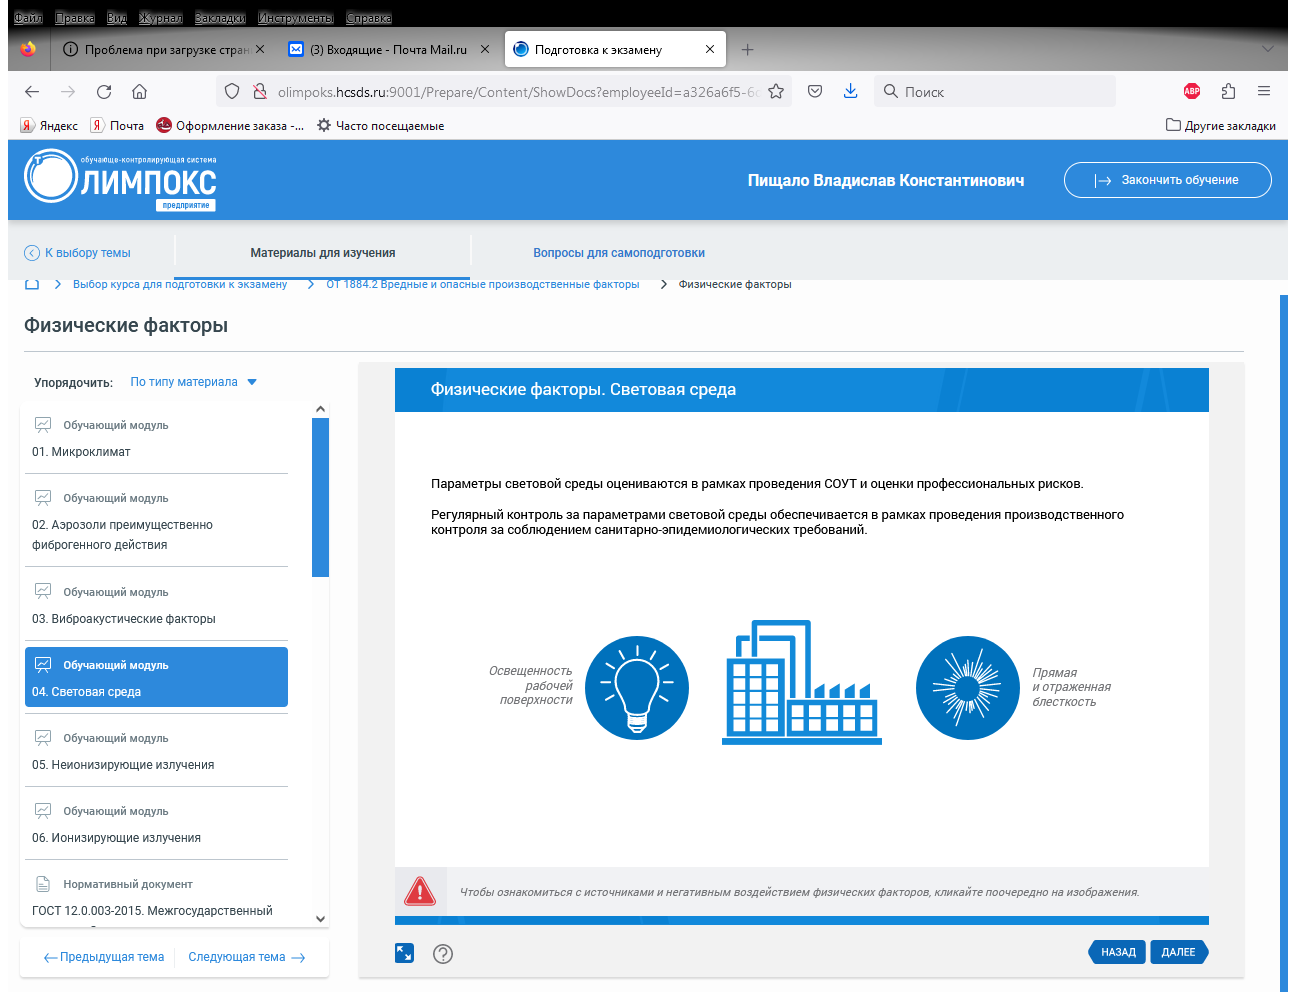 Файл Правка Вид Журнал Закладки Инструменты Справка
Проблема при загрузке стран
(3) Входящие - Почта Mail.ru
Подготовка к экзамену
olimpoks.hcsds.ru:9001/Prepare/Content/ShowDocs?employeeId=a326a6f5-6
Поиск
ABP
Яндекс
Почта
Оформление заказа -...
Часто посещаемые
Другие закладки
обучающе-контролирующая система
ОЛИМПОКС
предприятие
Пищало Владислав Константинович
Закончить обучение
К выбору темы
Материалы для изучения
Вопросы для самоподготовки
Выбор курса для подготовки к экзамену
ОТ 1884.2 Вредные и опасные производственные факторы
Физические факторы
Физические факторы
Упорядочить: По типу материала
Обучающий модуль
01. Микроклимат
Обучающий модуль
02. Аэрозоли преимущественно
фиброгенного действия
Обучающий модуль
03. Виброакустические факторы
Обучающий модуль
04. Световая среда
Обучающий модуль
05. Неионизирующие излучения
Обучающий модуль
06. Ионизирующие излучения
Нормативный документ
ГОСТ 12.0.003-2015. Межгосударственный
Предыдущая тема
Следующая тема
Физические факторы. Световая среда
Параметры световой среды оцениваются в рамках проведения СОУТ и оценки профессиональных рисков.
Регулярный контроль за параметрами световой среды обеспечивается в рамках проведения производственного
контроля за соблюдением санитарно-эпидемиологических требований.
Освещенность
рабочей
поверхности
Прямая
и отраженная
блесткость
Чтобы ознакомиться с источниками и негативным воздействием физических факторов, кликайте поочередно на изображения.
НАЗАД
ДАЛЕЕ